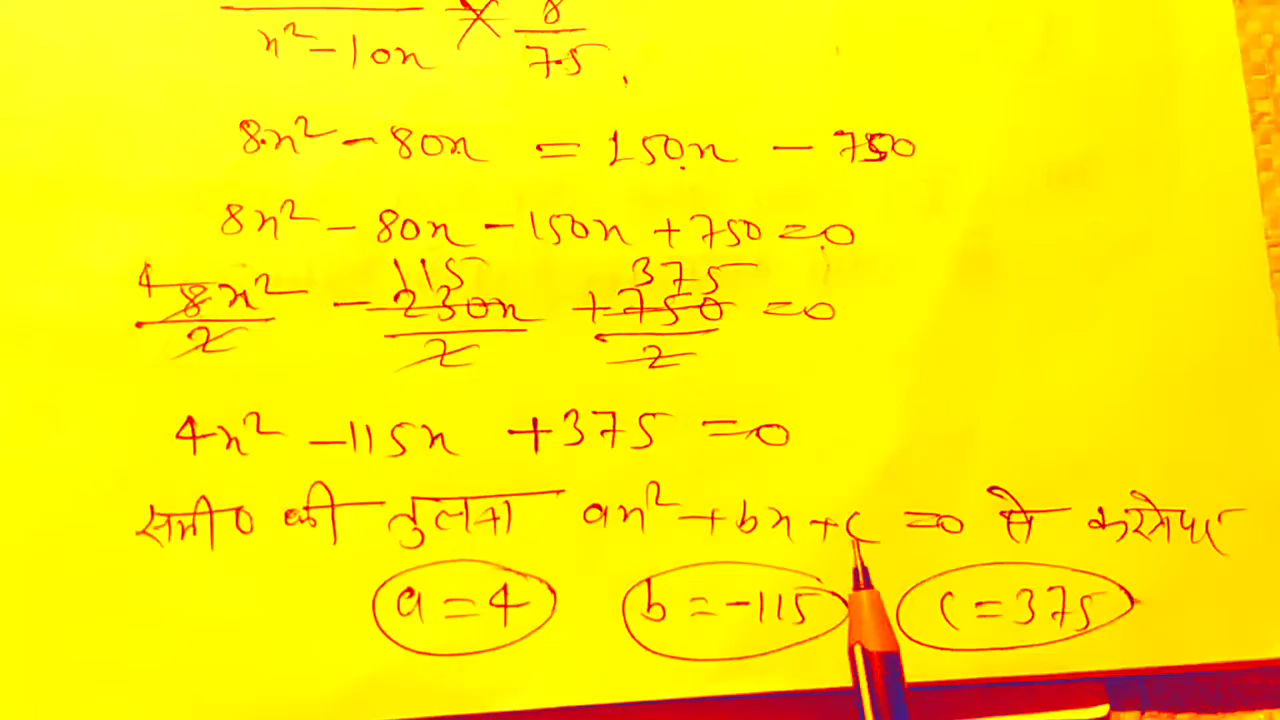 x² - 10x × 8/75
8x² - 80x = 150x - 750
8x² - 80x - 150x + 750 = 0
4 115 375
8x²/2 - 230x/2 + 750/2 = 0
4x² - 115x + 375 = 0
समी० की तुलना ax² + bx + c = 0 से करने पर
a = 4 b = -115 c = 375